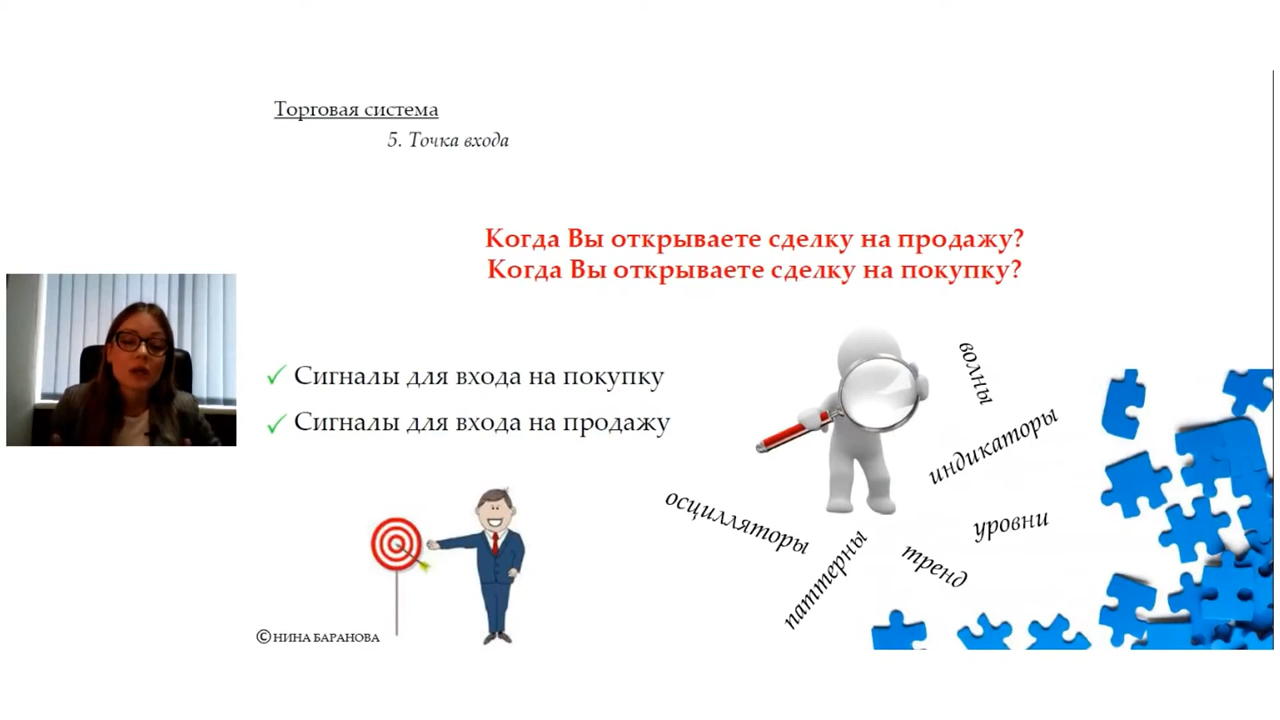 Торговая система
5. Точка входа
Когда Вы открываете сделку на продажу?
Когда Вы открываете сделку на покупку?
Сигналы для входа на покупку
Сигналы для входа на продажу
волны
индикаторы
осцилляторы
уровни
паттерны
тренд
© НИНА БАРАНОВА